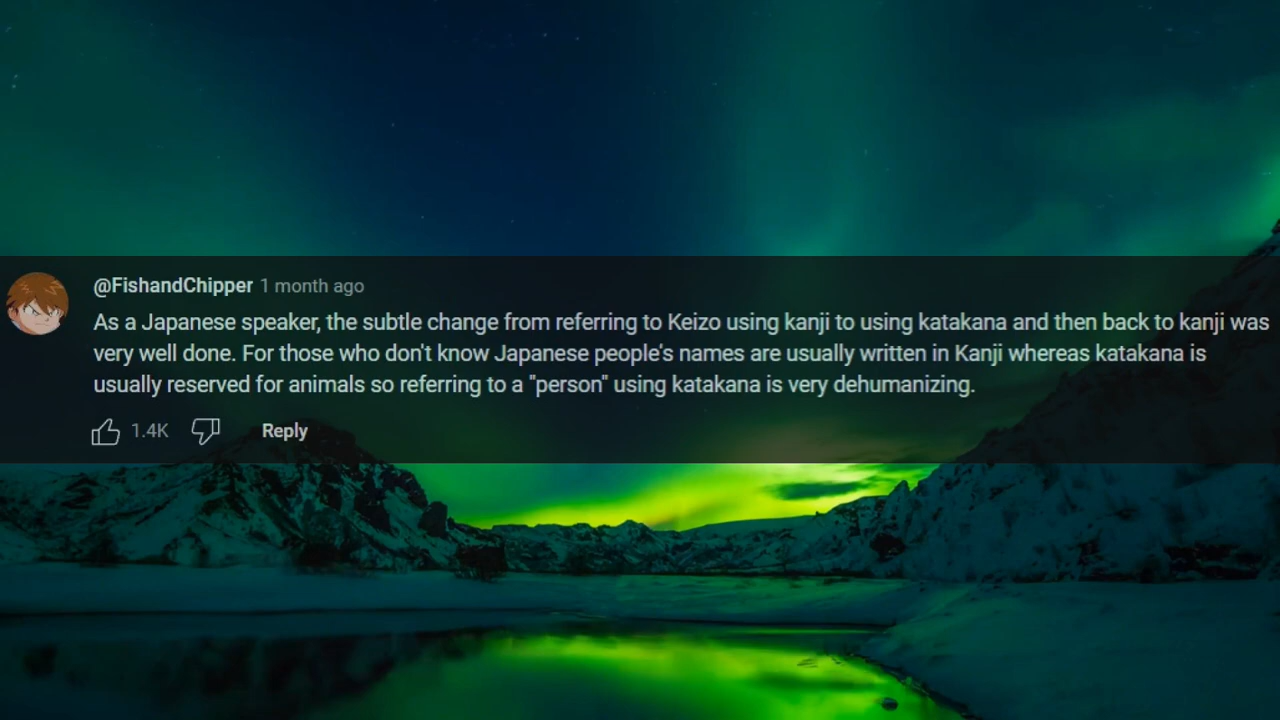 @FishandChipper 1 month ago
As a Japanese speaker, the subtle change from referring to Keizo using kanji to using katakana and then back to kanji was
very well done. For those who don't know Japanese people's names are usually written in Kanji whereas katakana is
usually reserved for animals so referring to a "person" using katakana is very dehumanizing.
1.4K Reply